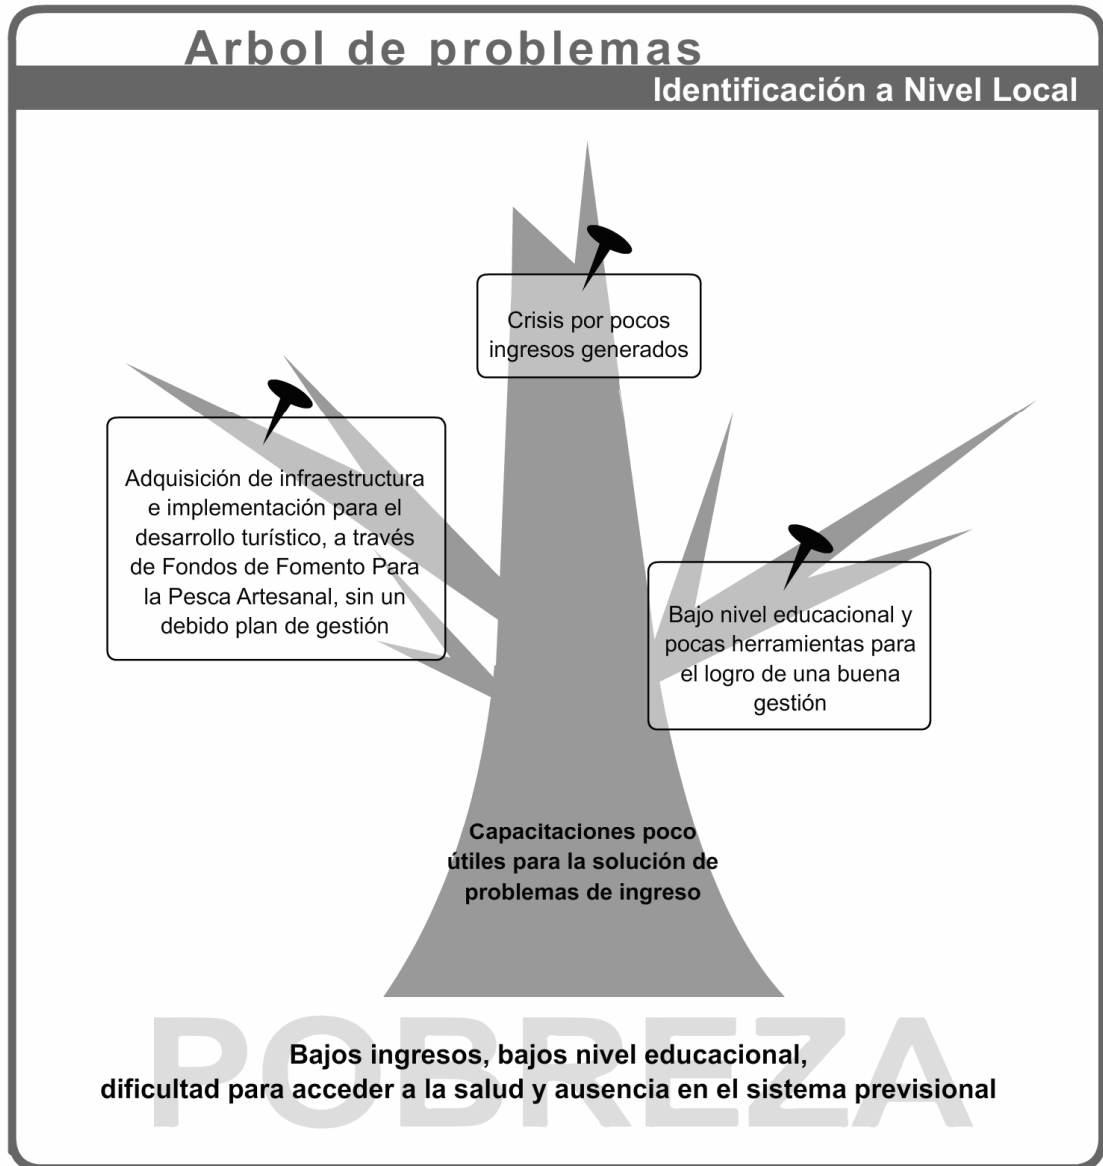 Arbol de problemas
Identificación a Nivel Local
Crisis por pocos
ingresos generados
Adquisición de infraestructura
e implementación para el
desarrollo turístico, a través
de Fondos de Fomento Para
la Pesca Artesanal, sin un
debido plan de gestión
Bajo nivel educacional y
pocas herramientas para
el logro de una buena
gestión
Capacitaciones poco
útiles para la solución de
problemas de ingreso
POBREZA
Bajos ingresos, bajos nivel educacional,
dificultad para acceder a la salud y ausencia en el sistema previsional